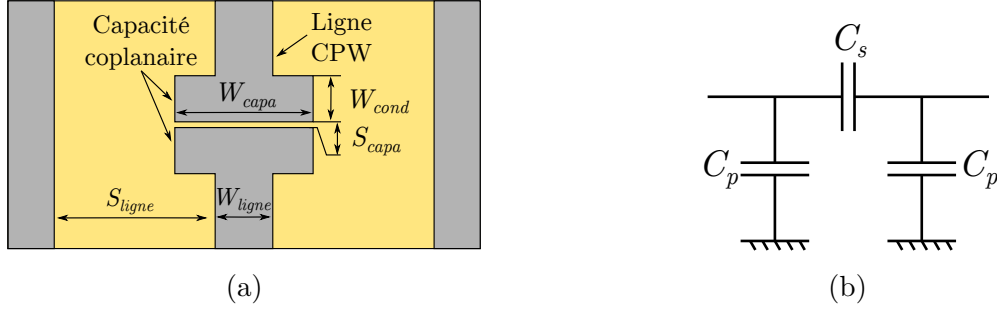 Capacité
coplanaire
Ligne
CPW
W_capa
W_cond
S_capa
S_ligne
W_ligne
(a)
C_s
C_p
C_p
(b)